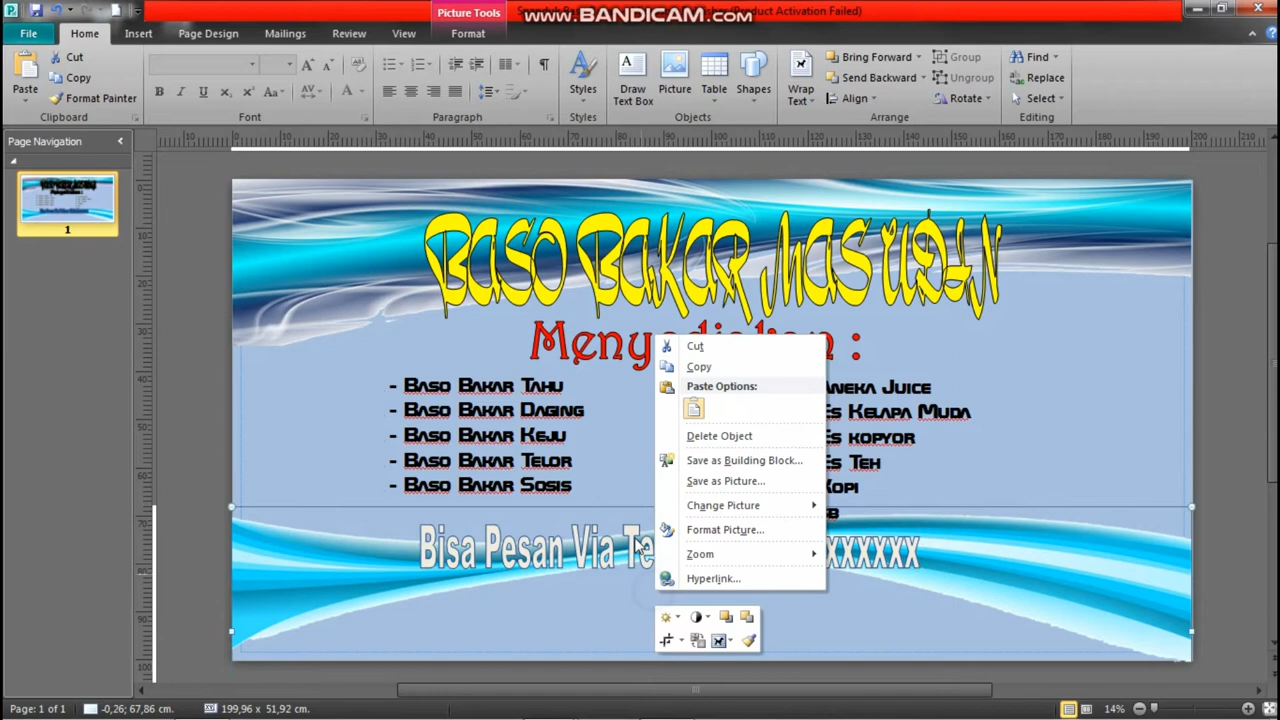 Picture Tools
www.BANDICAM.com
(Product Activation Failed)
File
Home
Insert
Page Design
Mailings
Review
View
Format
Paste
Cut
Copy
Format Painter
Clipboard
Font
Paragraph
Styles
Styles
Draw Text Box
Picture
Table
Shapes
Objects
Wrap Text
Bring Forward
Send Backward
Align
Group
Ungroup
Rotate
Arrange
Find
Replace
Select
Editing
Page Navigation
1
Baso Bakar Mas UDIN
:
- Baso Bakar Tahu
- Baso Bakar Daging
- Baso Bakar Keju
- Baso Bakar Telor
- Baso Bakar Sosis
Aneka Juice
Es Kelapa Muda
Es kopyor
Es Teh
Kopi
Bisa Pesan Via
xxxxxx
Cut
Copy
Paste Options:
Delete Object
Save as Building Block...
Save as Picture...
Change Picture
Format Picture...
Zoom
Hyperlink...
Page: 1 of 1
-0,26; 67,86 cm.
199,96 x 51,92 cm.
14%